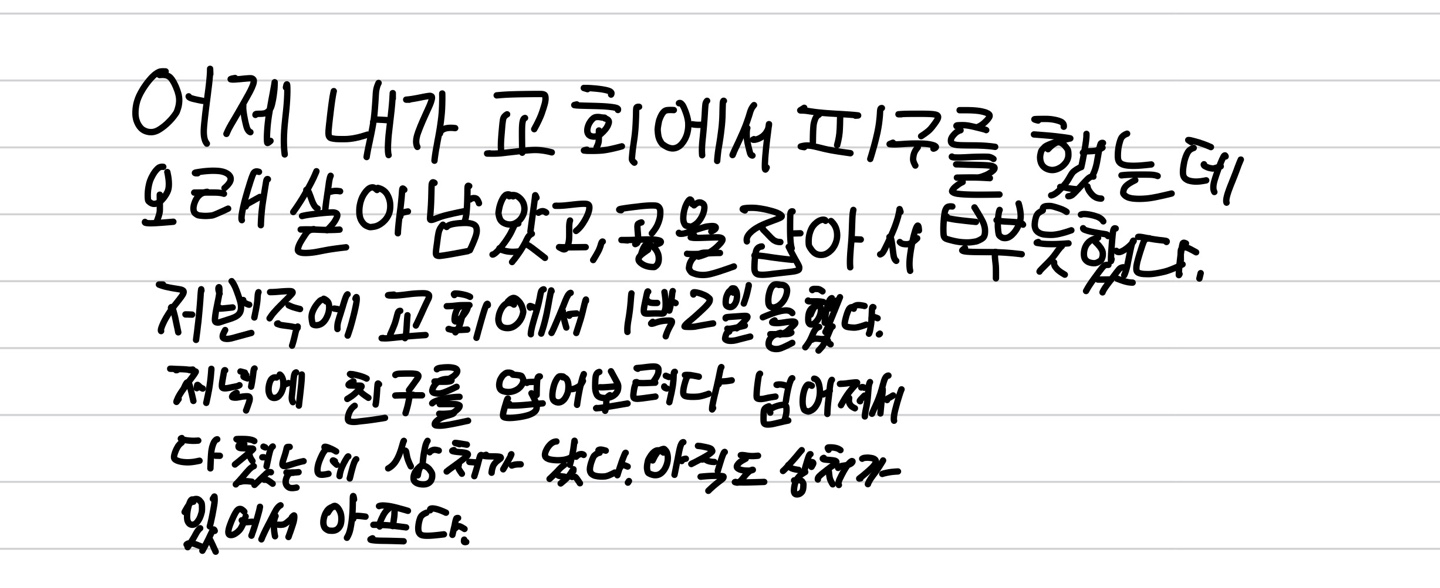 어제 내가 교회에서 피구를 했는데
오래 살아남았고, 공을 잡아서 뿌듯했다.
저번주에 교회에서 1박2일을했다.
저녁에 친구를 업어보려다 넘어져서
다쳤는데 상처가 났다. 아직도 상처가
있어서 아프다.